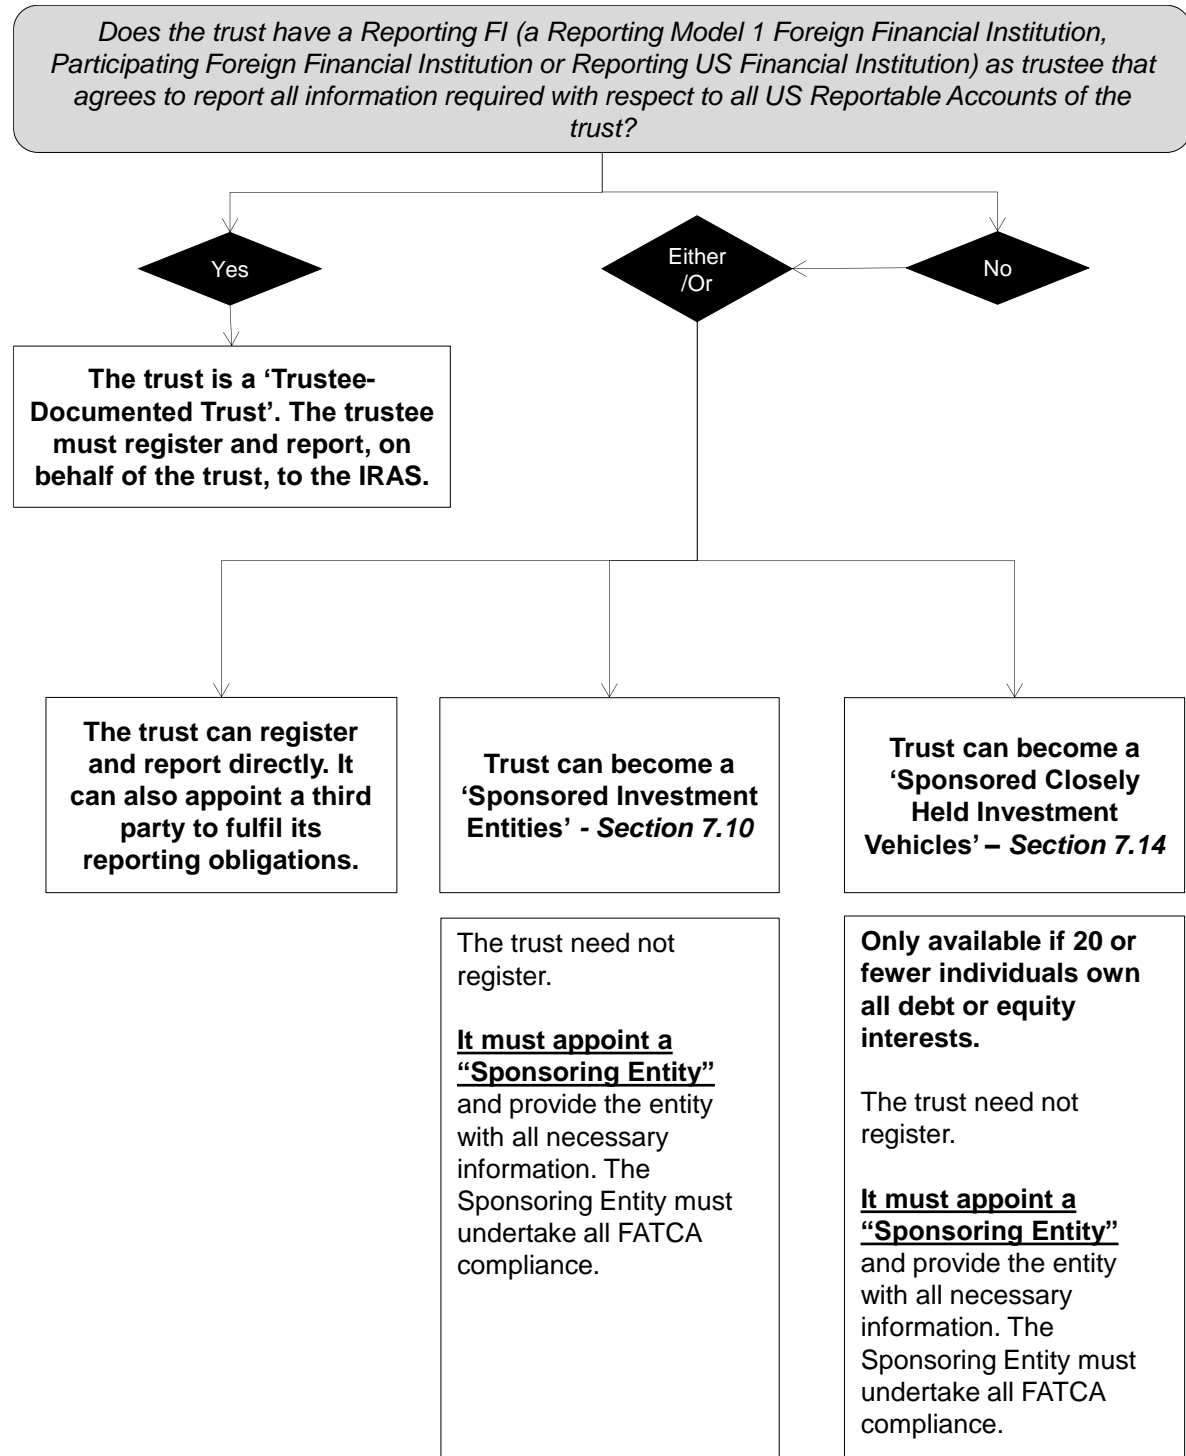 Does the trust have a Reporting FI (a Reporting Model 1 Foreign Financial Institution,
Participating Foreign Financial Institution or Reporting US Financial Institution) as trustee that
agrees to report all information required with respect to all US Reportable Accounts of the
trust?
Yes
Either
/Or
No
The trust is a ‘Trustee-
Documented Trust’. The trustee
must register and report, on
behalf of the trust, to the IRAS.
The trust can register
and report directly. It
can also appoint a third
party to fulfil its
reporting obligations.
Trust can become a
‘Sponsored Investment
Entities’ - Section 7.10
Trust can become a
‘Sponsored Closely
Held Investment
Vehicles’ – Section 7.14
The trust need not
register.
It must appoint a
“Sponsoring Entity”
and provide the entity
with all necessary
information. The
Sponsoring Entity must
undertake all FATCA
compliance.
Only available if 20 or
fewer individuals own
all debt or equity
interests.
The trust need not
register.
It must appoint a
“Sponsoring Entity”
and provide the entity
with all necessary
information. The
Sponsoring Entity must
undertake all FATCA
compliance.